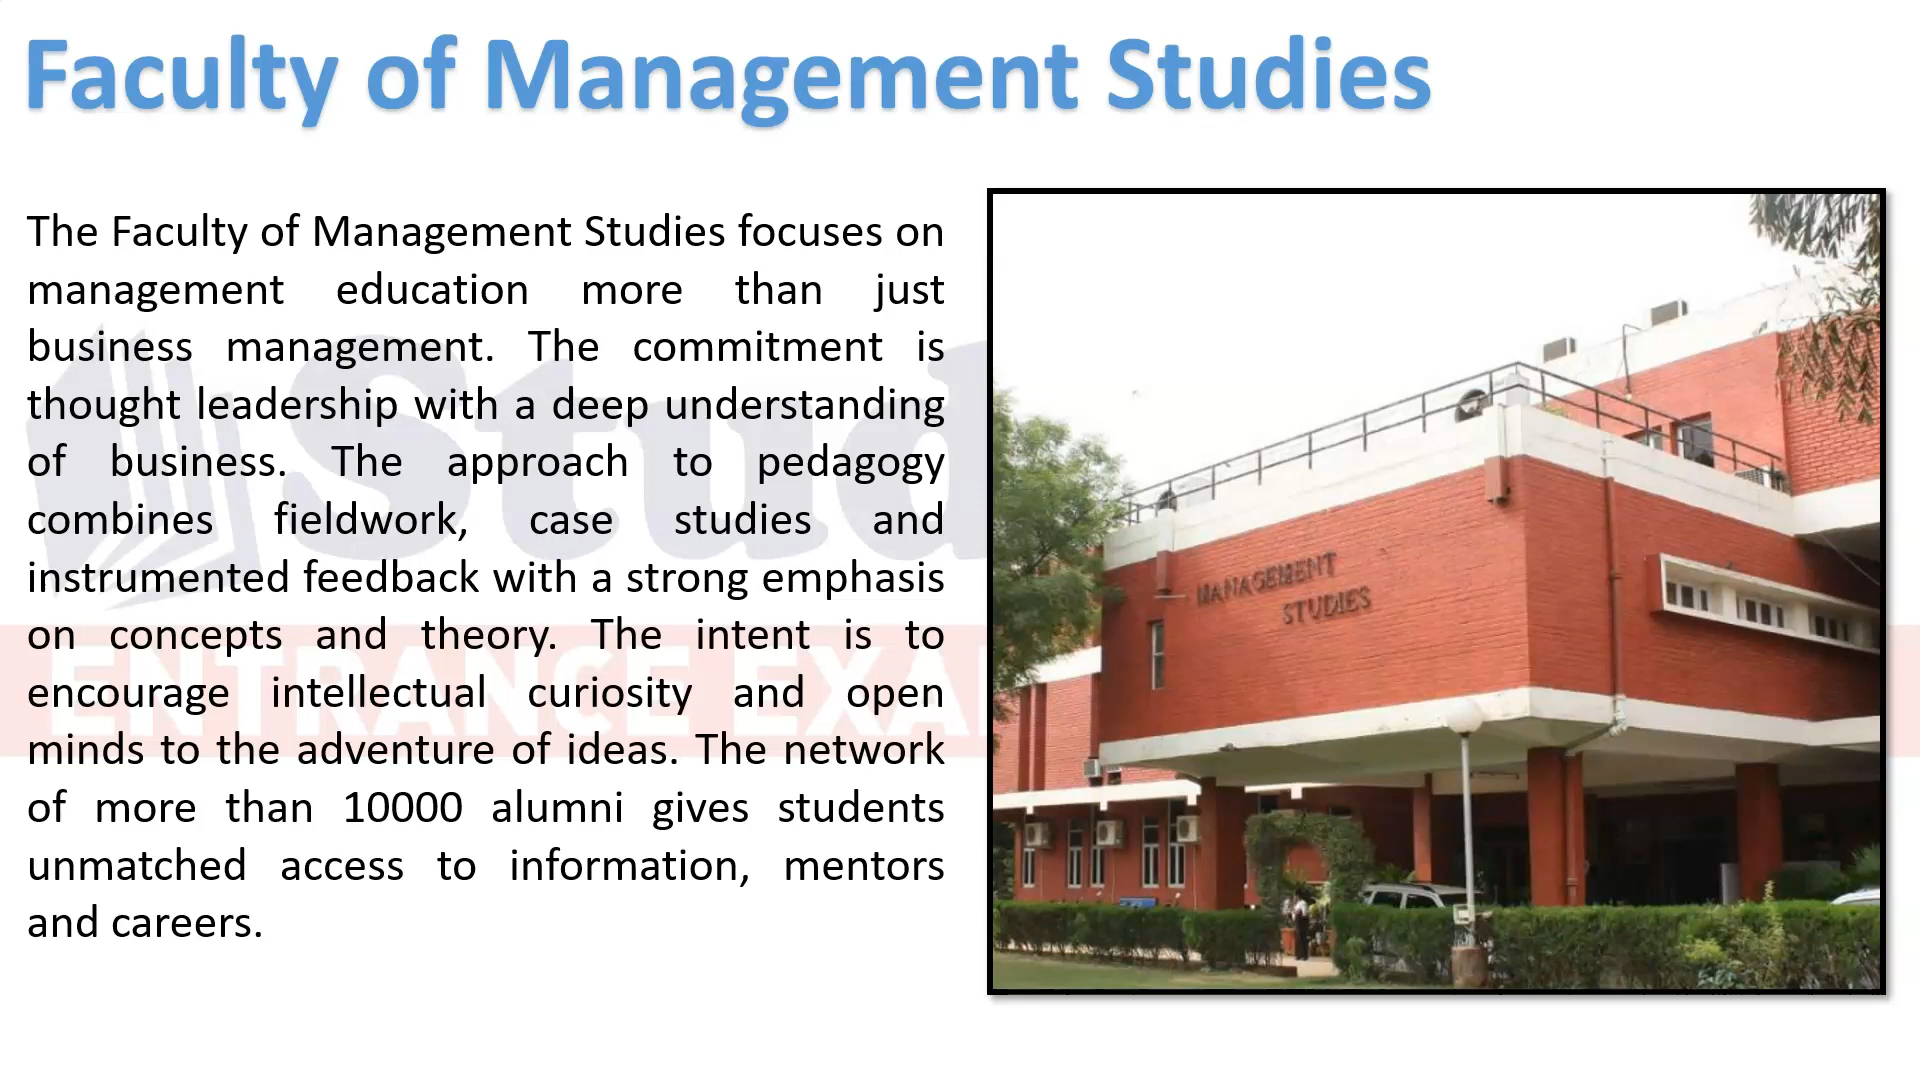 Faculty of Management Studies
The Faculty of Management Studies focuses on
management education more than just
business management. The commitment is
thought leadership with a deep understanding
of business. The approach to pedagogy
combines fieldwork, case studies and
instrumented feedback with a strong emphasis
on concepts and theory. The intent is to
encourage intellectual curiosity and open
minds to the adventure of ideas. The network
of more than 10000 alumni gives students
unmatched access to information, mentors
and careers.
MANAGEMENT
STUDIES
Stud
ENTRANCE EXA